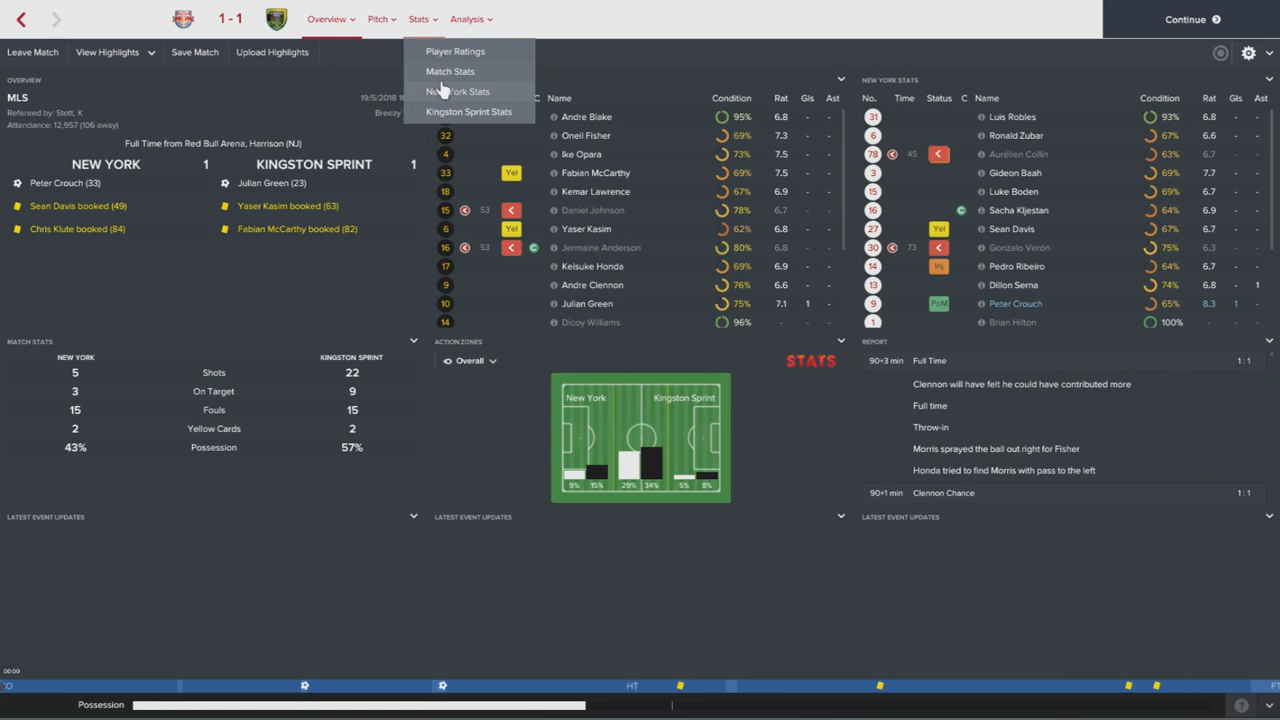 1 - 1
Overview
Pitch
Stats
Analysis
Continue
Leave Match
View Highlights
Save Match
Upload Highlights
Player Ratings
Match Stats
New York Stats
Kingston Sprint Stats
OVERVIEW
MLS
19/5/2018
Refereed by: Stott, K
Breezy
Attendance: 12,957 (106 away)
Full Time from Red Bull Arena, Harrison (NJ)
NEW YORK 1 KINGSTON SPRINT 1
Peter Crouch (33) Julian Green (23)
Sean Davis booked (49) Yaser Kasim booked (63)
Chris Klute booked (84) Fabian McCarthy booked (82)
C Name Condition Rat Gls Ast
Andre Blake 95% 6.8 - -
32 Oneil Fisher 69% 7.3 - -
4 Ike Opara 73% 7.5 - -
33 Yel Fabian McCarthy 69% 7.5 - -
18 Kemar Lawrence 67% 6.9 - -
15 53 Daniel Johnson 78% 6.7 - -
6 Yel Yaser Kasim 62% 6.8 - -
16 53 C Jermaine Anderson 80% 6.8 - -
17 Keisuke Honda 69% 6.9 - -
9 Andre Clennon 76% 6.6 - -
10 Julian Green 75% 7.1 1 -
14 Dicoy Williams 96% - - -
NEW YORK STATS
No. Time Status C Name Condition Rat Gls Ast
31 Luis Robles 93% 6.8 - -
6 Ronald Zubar 67% 6.6 - -
78 45 Aurélien Collin 63% 6.7 - -
3 Gideon Baah 69% 7.7 - -
15 Luke Boden 69% 6.9 - -
16 C Sacha Kljestan 64% 6.9 - -
27 Yel Sean Davis 67% 6.8 - -
30 73 Gonzalo Verón 75% 6.3 - -
14 Inj Pedro Ribeiro 64% 6.7 - -
13 Dillon Serna 74% 6.8 - 1
9 PoM Peter Crouch 65% 8.3 1 -
1 Brian Hilton 100% - - -
MATCH STATS
NEW YORK KINGSTON SPRINT
5 Shots 22
3 On Target 9
15 Fouls 15
2 Yellow Cards 2
43% Possession 57%
ACTION ZONES
Overall
STATS
New York Kingston Sprint
9% 15% 29% 34% 5% 8%
REPORT
90+3 min Full Time 1 : 1
Clennon will have felt he could have contributed more
Full time
Throw-in
Morris sprayed the ball out right for Fisher
Honda tried to find Morris with pass to the left
90+1 min Clennon Chance 1 : 1
LATEST EVENT UPDATES
LATEST EVENT UPDATES
LATEST EVENT UPDATES
00:00
HT
Possession
?